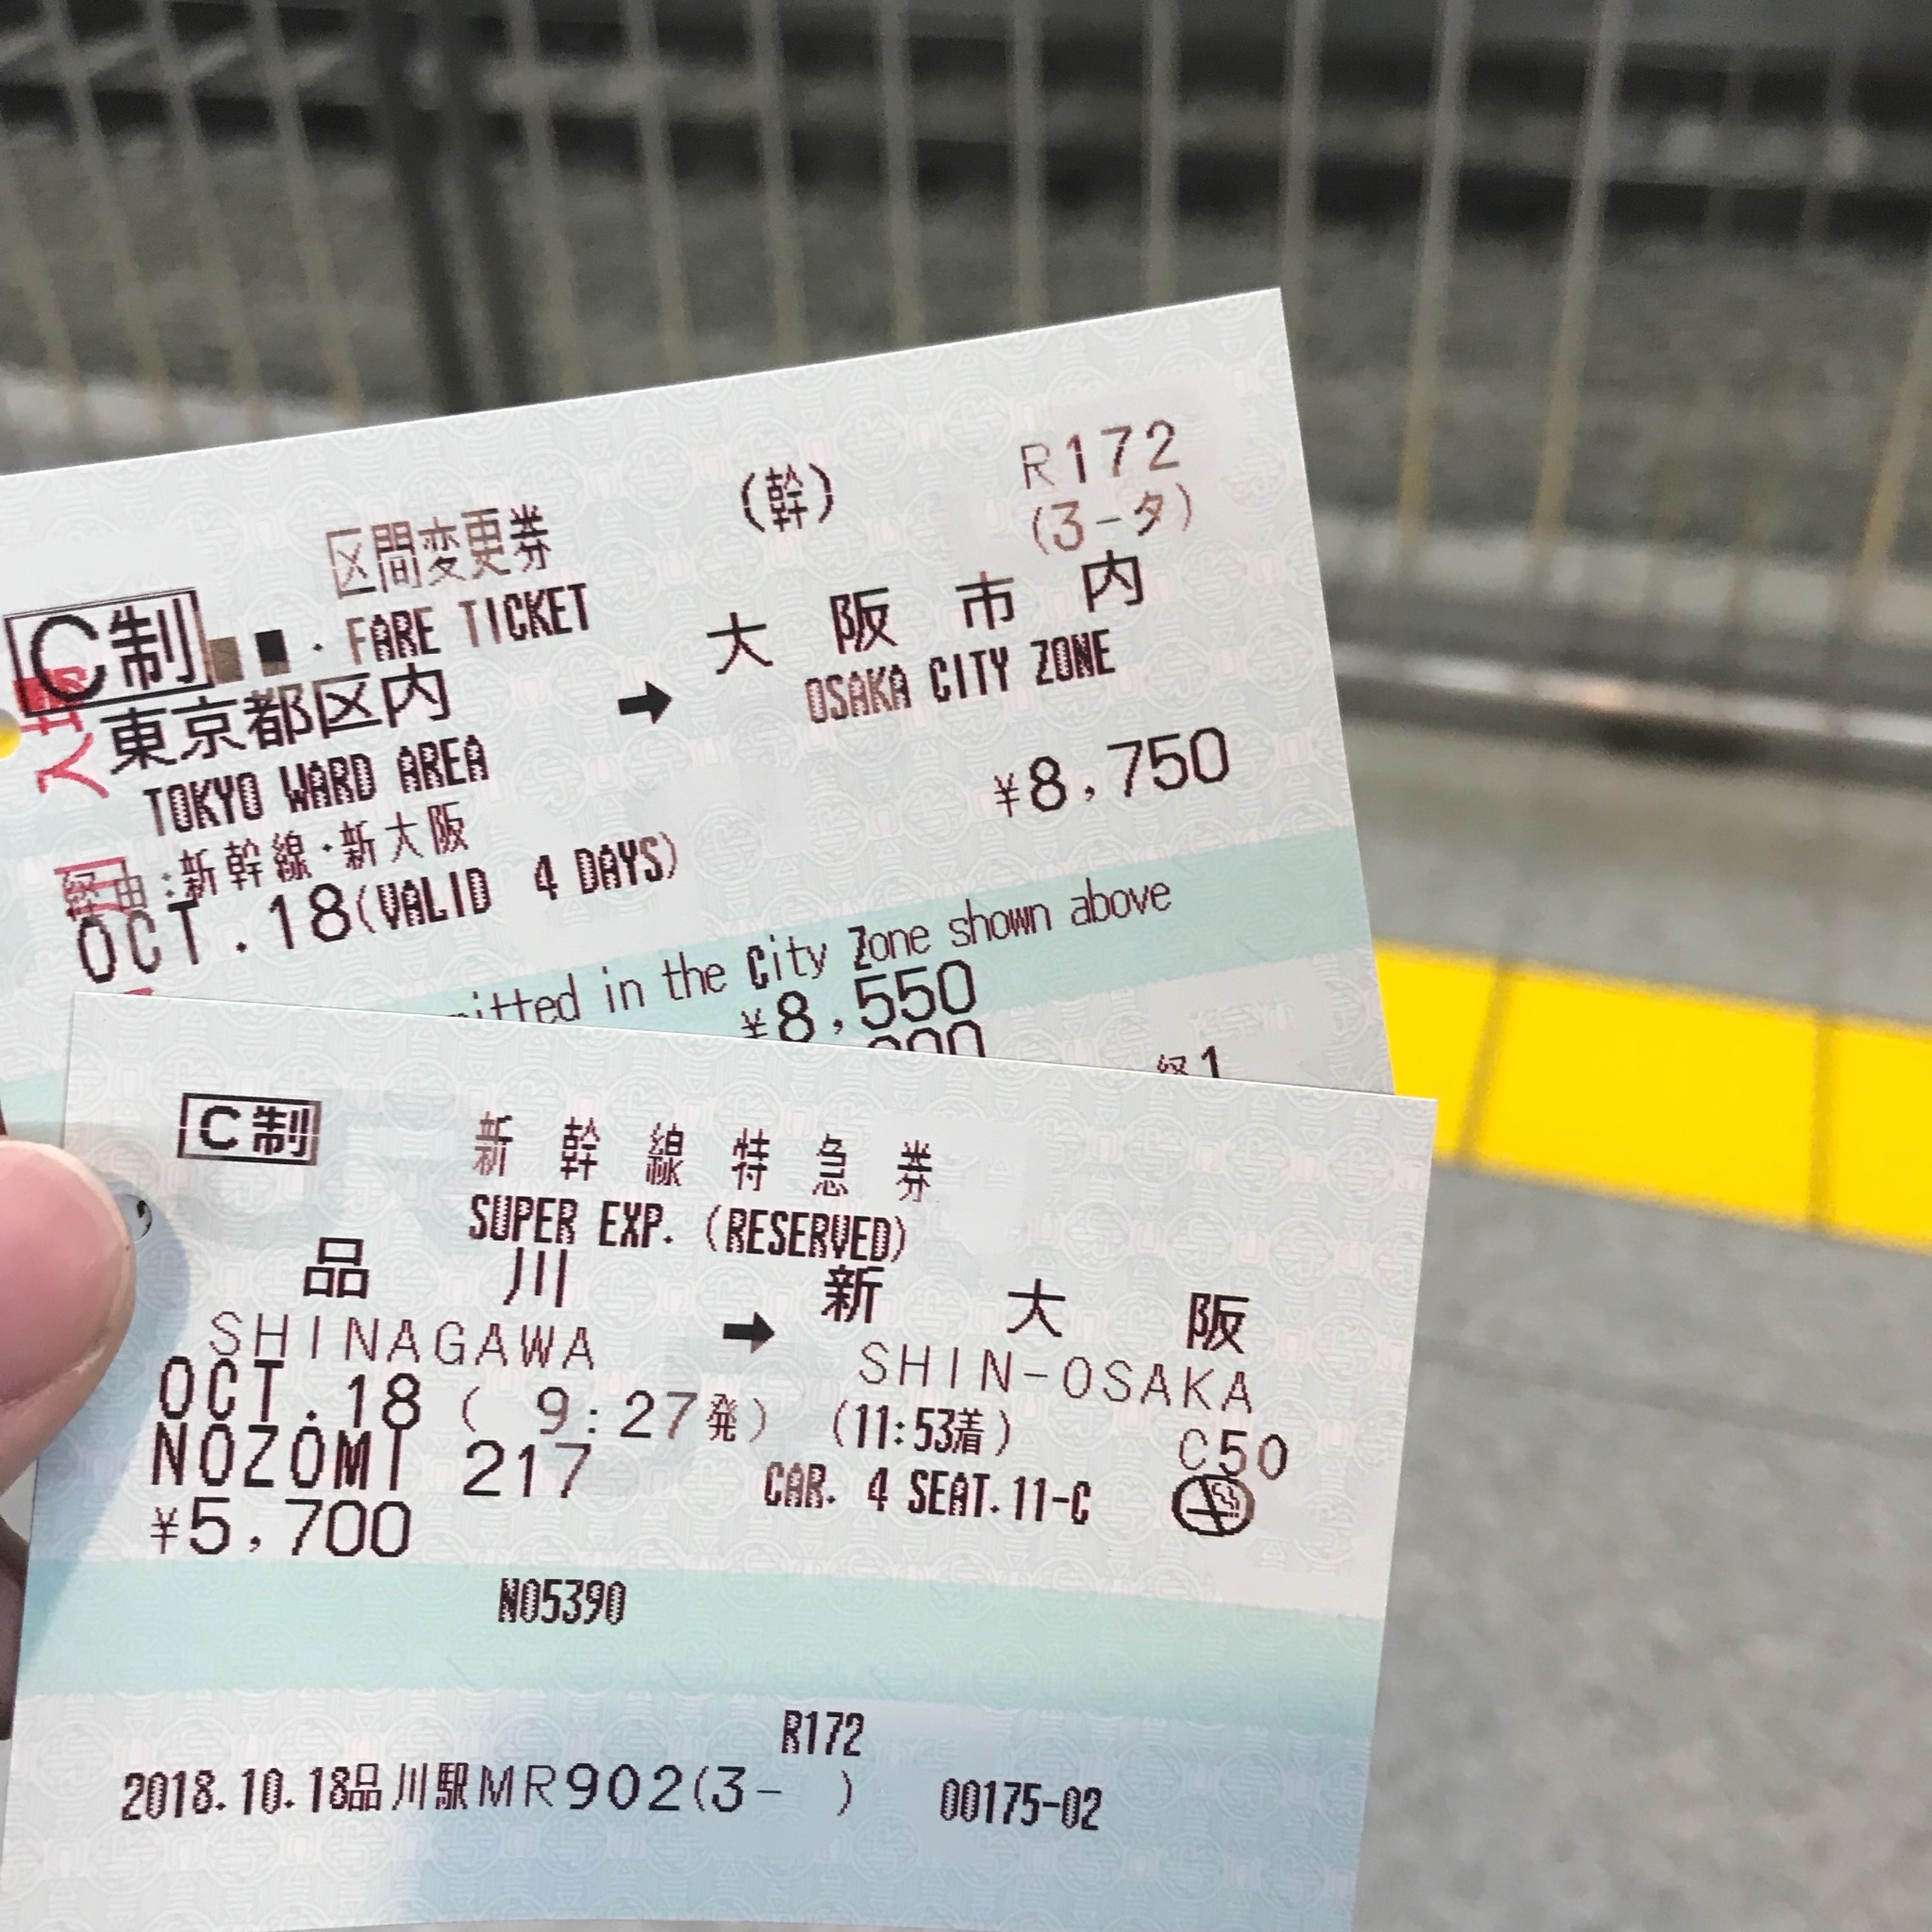 (幹) R172
区間変更券 (3-タ)
C制 ■■.FARE TICKET
東京都区内 → 大阪市内
TOKYO WARD AREA OSAKA CITY ZONE
¥8,750
経由:新幹線・新大阪
OCT.18(VALID 4 DAYS)
in the City Zone shown above
¥8,550
C制 新幹線特急券
SUPER EXP. (RESERVED)
品川 → 新大阪
SHINAGAWA SHIN-OSAKA
OCT.18 ( 9:27発) (11:53着) C50
NOZOMI 217 CAR. 4 SEAT.11-C
¥5,700
N05390
R172
2018.10.18品川駅MR902(3- ) 00175-02